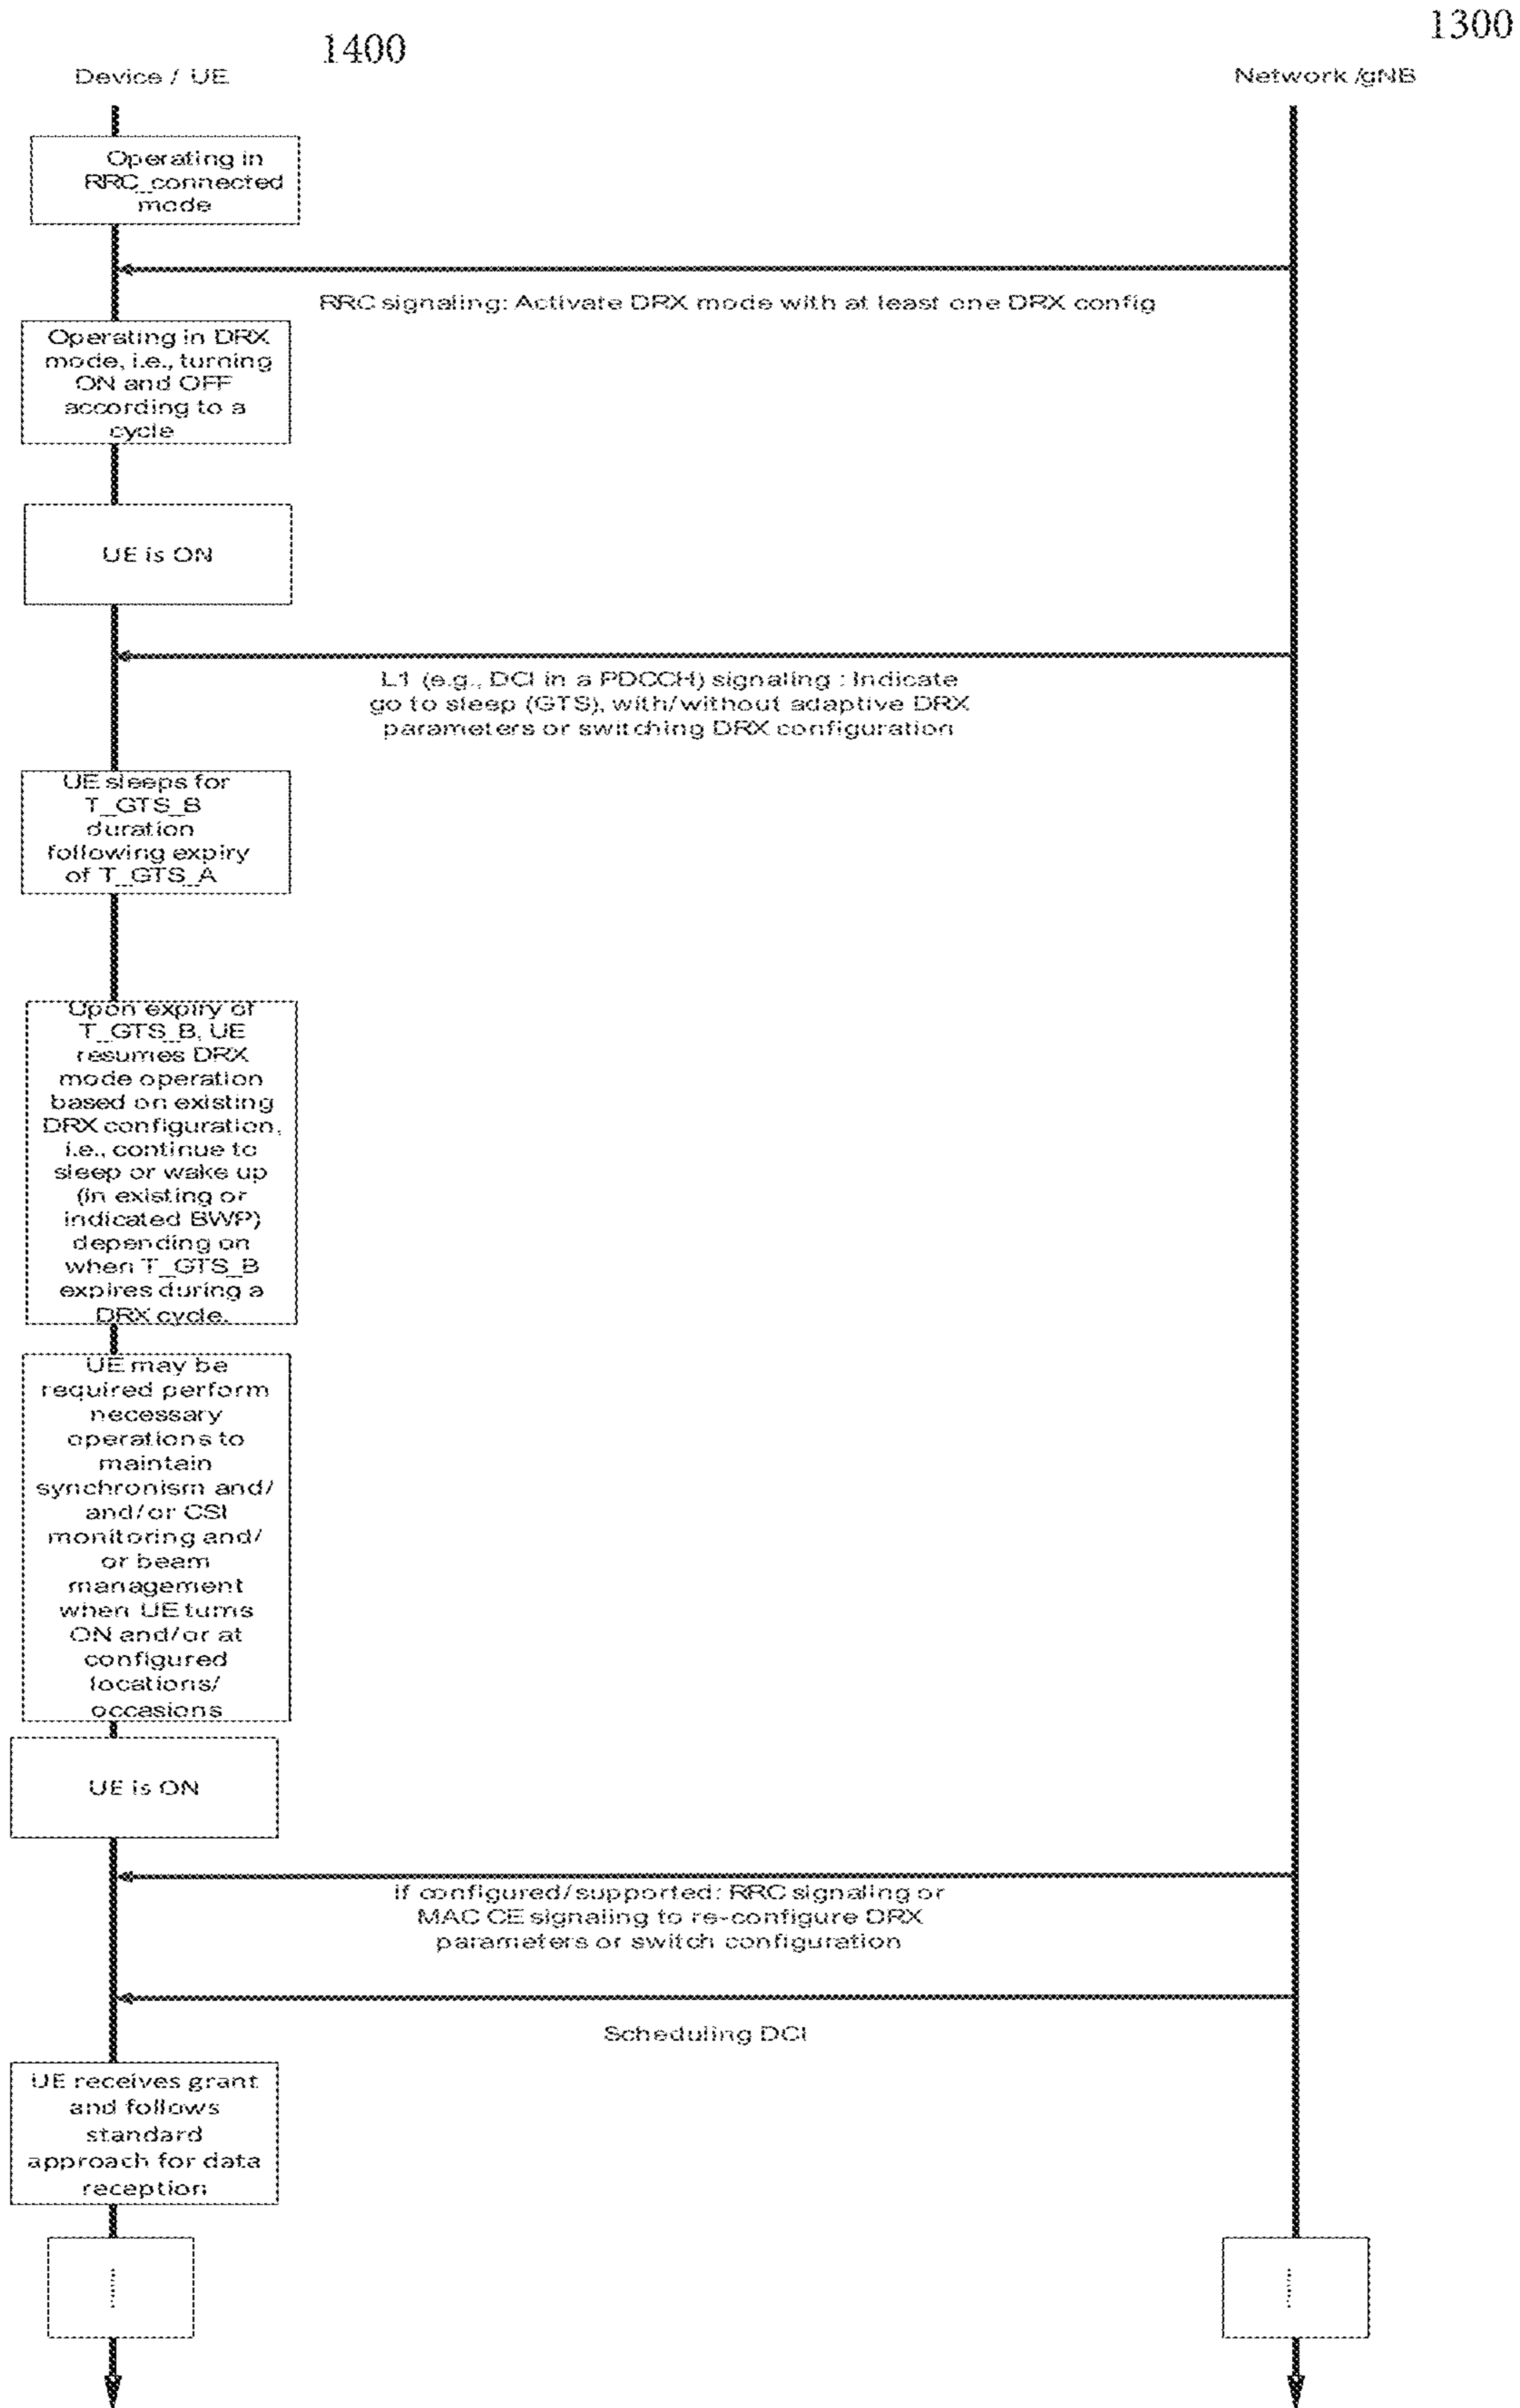 1400
1300
Device / UE
Network /gNB
Operating in
RRC_connected
mode
RRC signaling: Activate DRX mode with at least one DRX config
Operating in DRX
mode, i.e., turning
ON and OFF
according to a
cycle
UE is ON
L1 (e.g., DCI in a PDCCH) signaling : Indicate
go to sleep (GTS), with/without adaptive DRX
parameters or switching DRX configuration
UE sleeps for
T_GTS_B
duration
following expiry
of T_GTS_A
Upon expiry of
T_GTS_B, UE
resumes DRX
mode operation
based on existing
DRX configuration,
i.e., continue to
sleep or wake up
(in existing or
indicated BWP)
depending on
when T_GTS_B
expires during a
DRX cycle.
UE may be
required perform
necessary
operations to
maintain
synchronism and/
and/or CSI
monitoring and/
or beam
management
when UE turns
ON and/or at
configured
locations/
occasions
UE is ON
if configured/supported: RRC signaling or
MAC CE signaling to re-configure DRX
parameters or switch configuration
Scheduling DCI
UE receives grant
and follows
standard
approach for data
reception